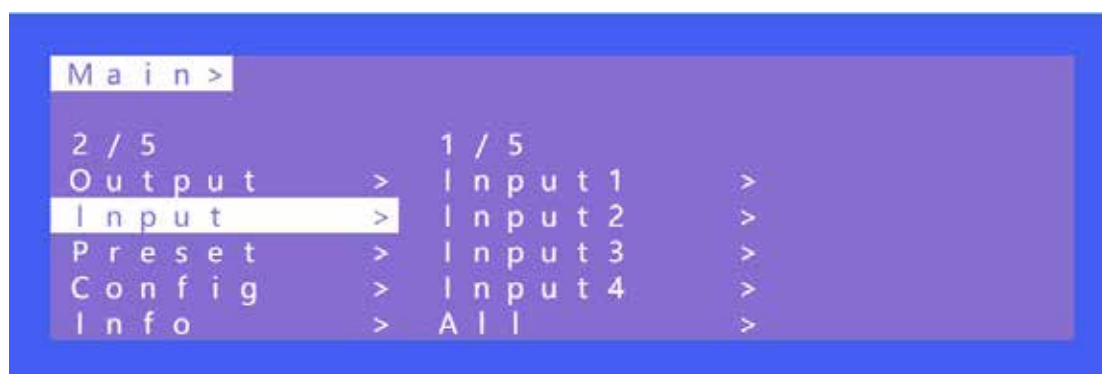 Main>
2/5 1/5
Output > Input1 >
Input > Input2 >
Preset > Input3 >
Config > Input4 >
Info > All >